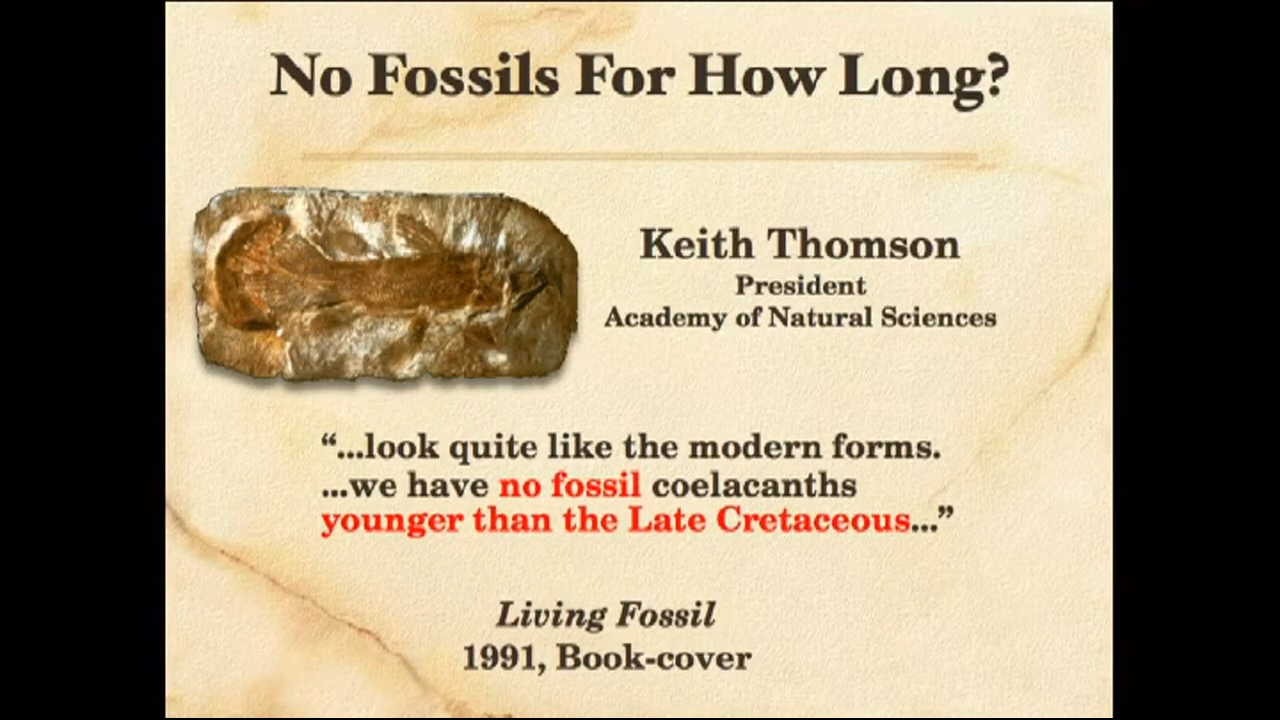 No Fossils For How Long?
Keith Thomson
President
Academy of Natural Sciences
“...look quite like the modern forms.
...we have no fossil coelacanths
younger than the Late Cretaceous...”
Living Fossil
1991, Book-cover